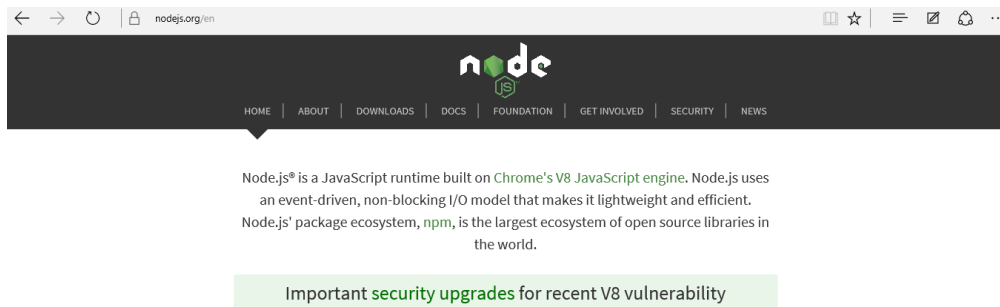 nodejs.org/en
node
JS
HOME | ABOUT | DOWNLOADS | DOCS | FOUNDATION | GET INVOLVED | SECURITY | NEWS
Node.js® is a JavaScript runtime built on Chrome's V8 JavaScript engine. Node.js uses
an event-driven, non-blocking I/O model that makes it lightweight and efficient.
Node.js' package ecosystem, npm, is the largest ecosystem of open source libraries in
the world.
Important security upgrades for recent V8 vulnerability